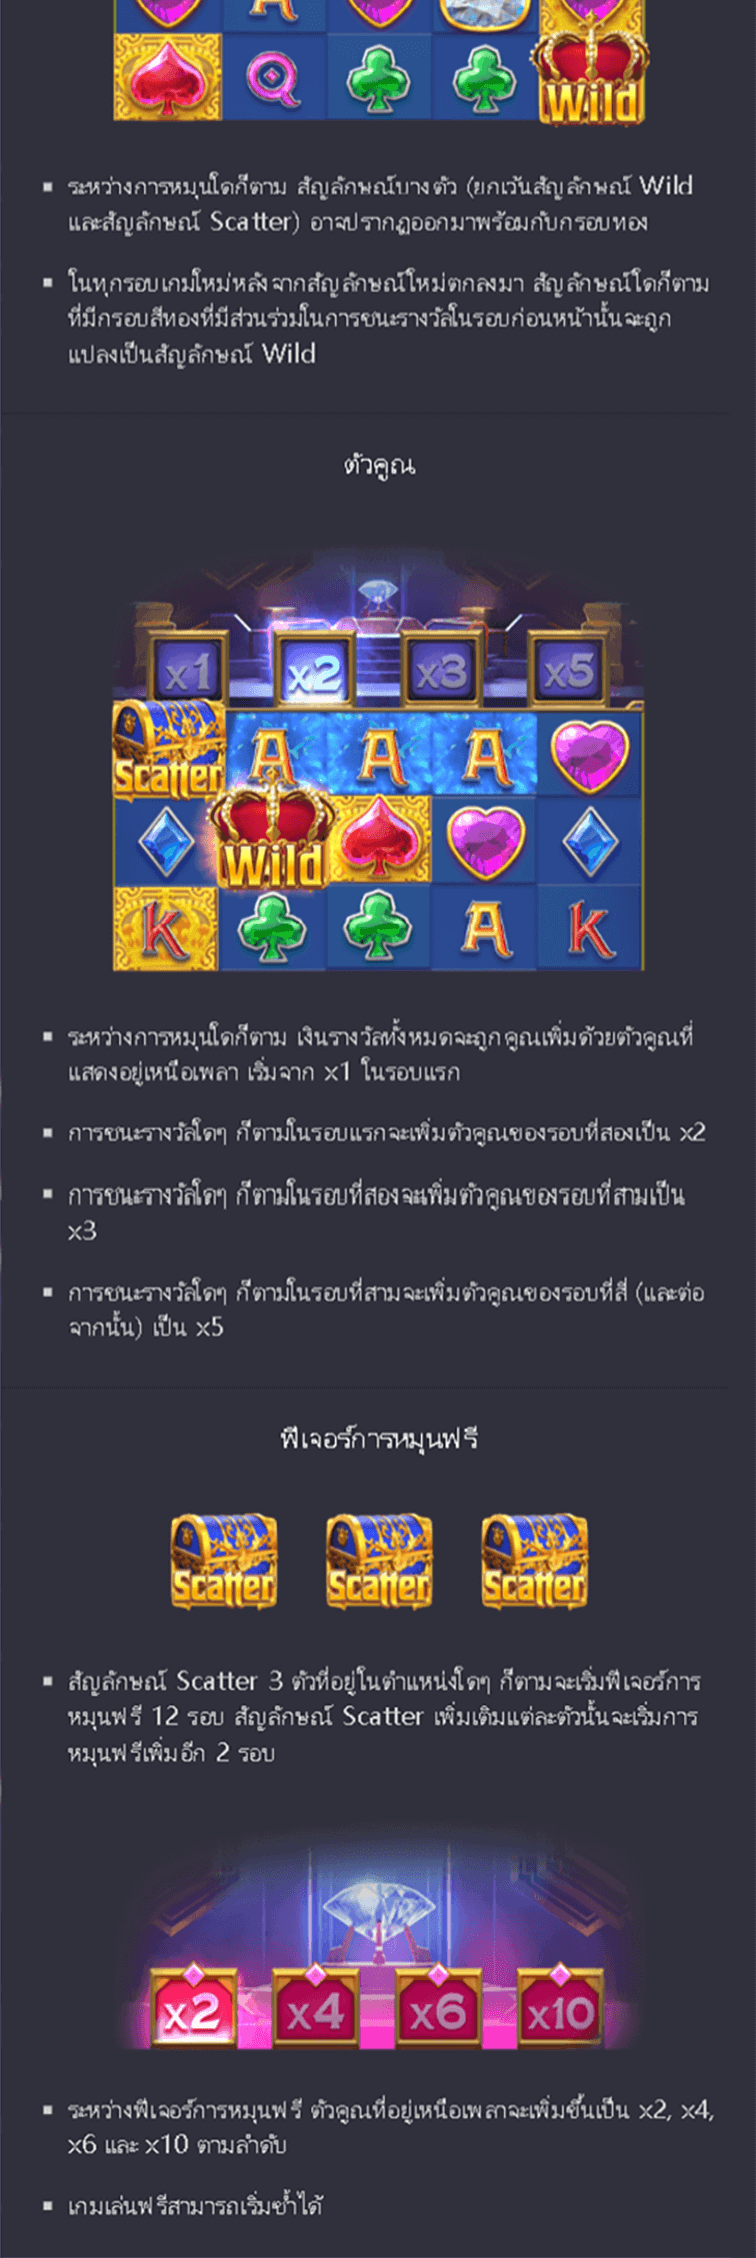 A
Q
Wild
ระหว่างการหมุนใดก็ตาม สัญลักษณ์บางตัว (ยกเว้นสัญลักษณ์ Wild
และสัญลักษณ์ Scatter) อาจปรากฏออกมาพร้อมกับกรอบทอง
ในทุกรอบเกมใหม่หลังจากสัญลักษณ์ใหม่ตกลงมา สัญลักษณ์ใดก็ตาม
ที่มีกรอบสีทองที่มีส่วนร่วมในการชนะรางวัลในรอบก่อนหน้านั้นจะถูก
แปลงเป็นสัญลักษณ์ Wild
ตัวคูณ
x1 x2 x3 x5
Scatter A A A
Wild
K A K
ระหว่างการหมุนใดก็ตาม เงินรางวัลทั้งหมดจะถูกคูณเพิ่มด้วยตัวคูณที่
แสดงอยู่เหนือเพลา เริ่มจาก x1 ในรอบแรก
การชนะรางวัลใดๆ ก็ตามในรอบแรกจะเพิ่มตัวคูณของรอบที่สองเป็น x2
การชนะรางวัลใดๆ ก็ตามในรอบที่สองจะเพิ่มตัวคูณของรอบที่สามเป็น
x3
การชนะรางวัลใดๆ ก็ตามในรอบที่สามจะเพิ่มตัวคูณของรอบที่สี่ (และต่อ
จากนั้น) เป็น x5
ฟีเจอร์การหมุนฟรี
Scatter Scatter Scatter
สัญลักษณ์ Scatter 3 ตัวที่อยู่ในตำแหน่งใดๆ ก็ตามจะเริ่มฟีเจอร์การ
หมุนฟรี 12 รอบ สัญลักษณ์ Scatter เพิ่มเติมแต่ละตัวนั้นจะเริ่มการ
หมุนฟรีเพิ่มอีก 2 รอบ
x2 x4 x6 x10
ระหว่างฟีเจอร์การหมุนฟรี ตัวคูณที่อยู่เหนือเพลาจะเพิ่มขึ้นเป็น x2, x4,
x6 และ x10 ตามลำดับ
เกมเล่นฟรีสามารถเริ่มซ้ำได้